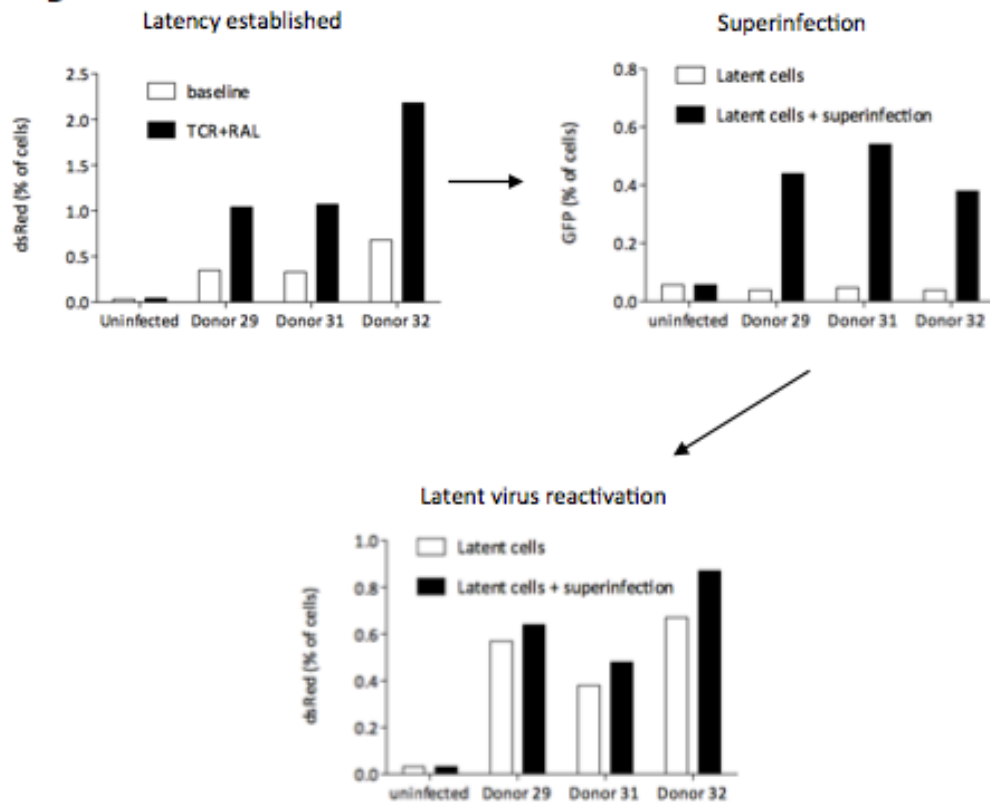 Latency established
2.5
2.0
1.5
1.0
0.5
0.0
dsRed (% of cells)
baseline
TCR+RAL
Uninfected Donor 29 Donor 31 Donor 32
Superinfection
0.8
0.6
0.4
0.2
0.0
GFP (% of cells)
Latent cells
Latent cells + superinfection
uninfected Donor 29 Donor 31 Donor 32
Latent virus reactivation
1.0
0.8
0.6
0.4
0.2
0.0
dsRed (% of cells)
Latent cells
Latent cells + superinfection
uninfected Donor 29 Donor 31 Donor 32